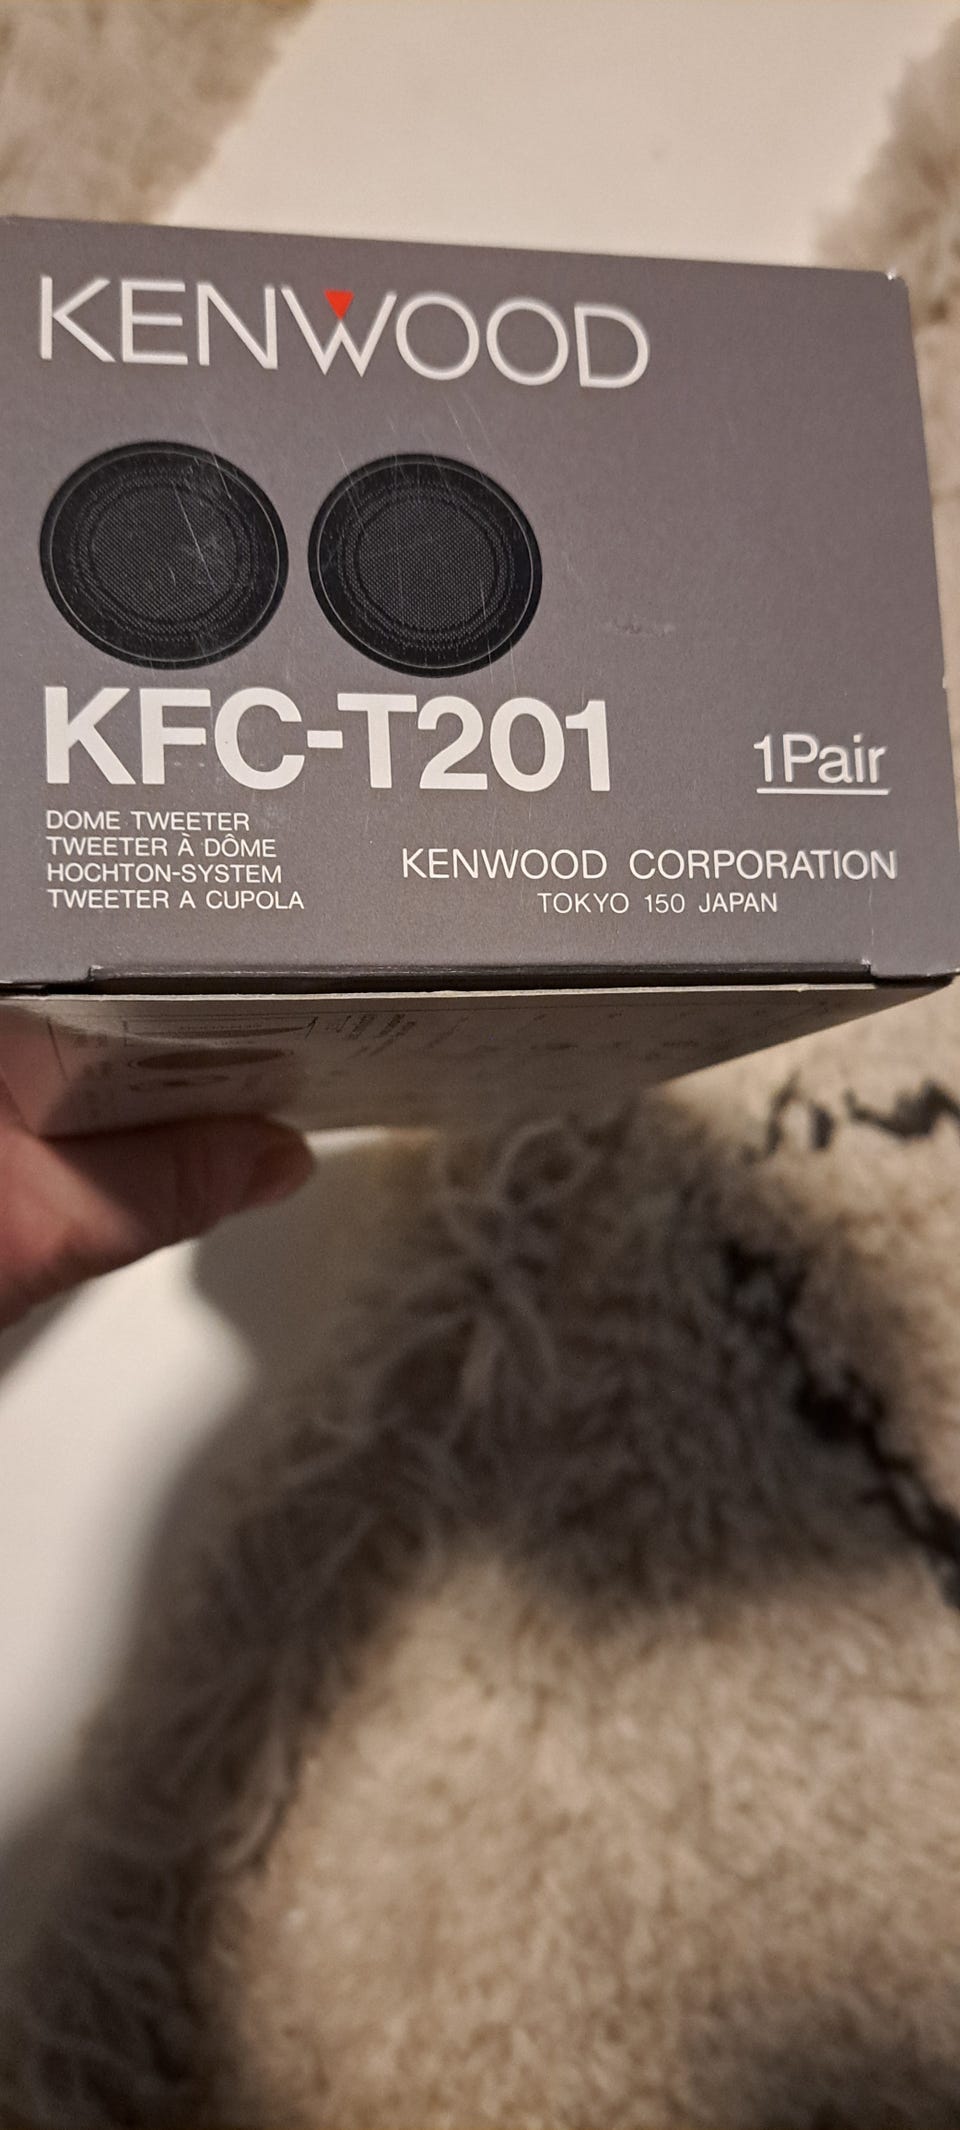 KENWOOD
KFC-T201
1Pair
DOME TWEETER
TWEETER À DÔME
HOCHTON-SYSTEM
TWEETER A CUPOLA
KENWOOD CORPORATION
TOKYO 150 JAPAN